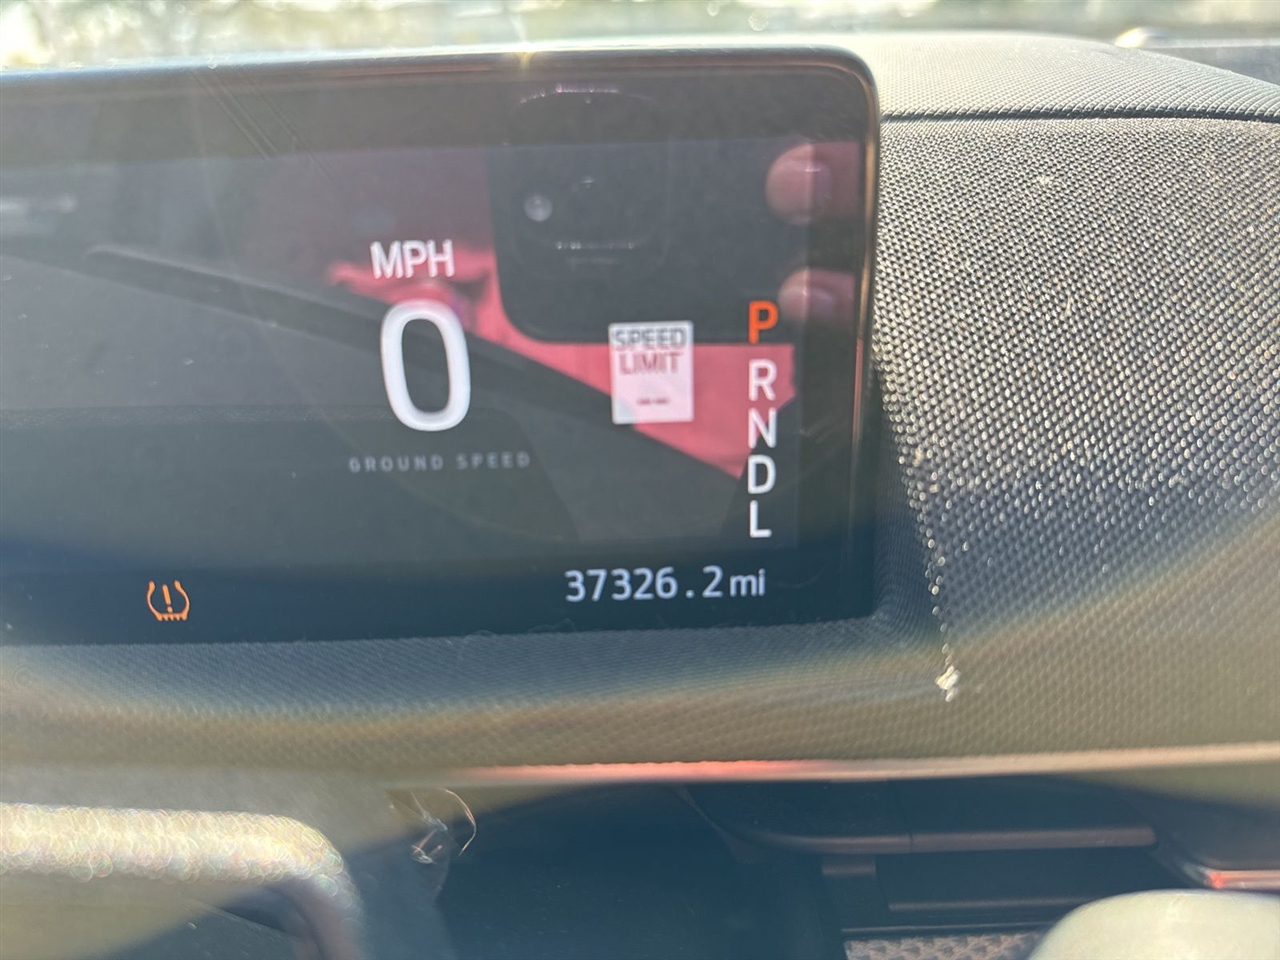 MPH
0
GROUND SPEED
SPEED
LIMIT
P
R
N
D
L
37326.2 mi